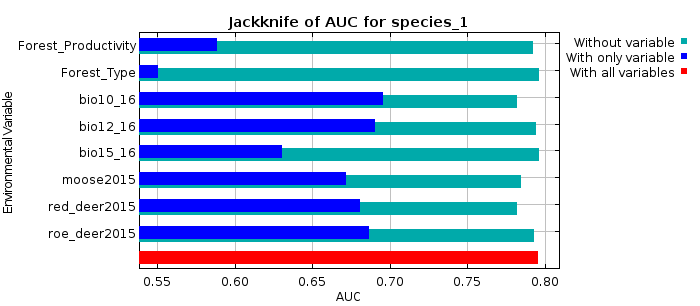 Jackknife of AUC for species_1
Environmental Variable
Forest_Productivity
Forest_Type
bio10_16
bio12_16
bio15_16
moose2015
red_deer2015
roe_deer2015
0.55 0.60 0.65 0.70 0.75 0.80
AUC
Without variable
With only variable
With all variables